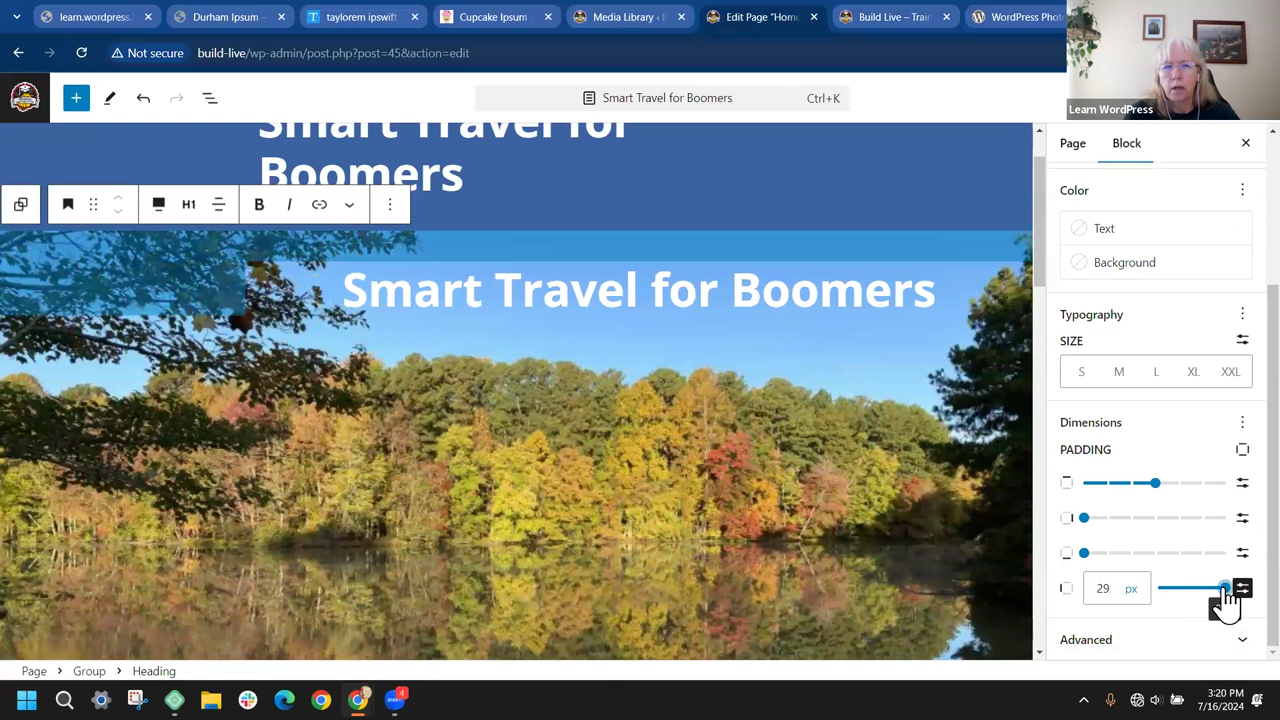 learn.wordpress.
Durham Ipsum –
taylorem ipswift
Cupcake Ipsum
Media Library ‹ B
Edit Page "Home
Build Live – Train
WordPress Phot
Not secure
build-live/wp-admin/post.php?post=45&action=edit
Learn WordPress
Smart Travel for Boomers
Ctrl+K
Smart Travel for
Boomers
H1
B
I
Smart Travel for Boomers
Page
Block
Color
Text
Background
Typography
SIZE
S
M
L
XL
XXL
Dimensions
PADDING
29
px
Advanced
Page
Group
Heading
zoom
4
3:20 PM
7/16/2024